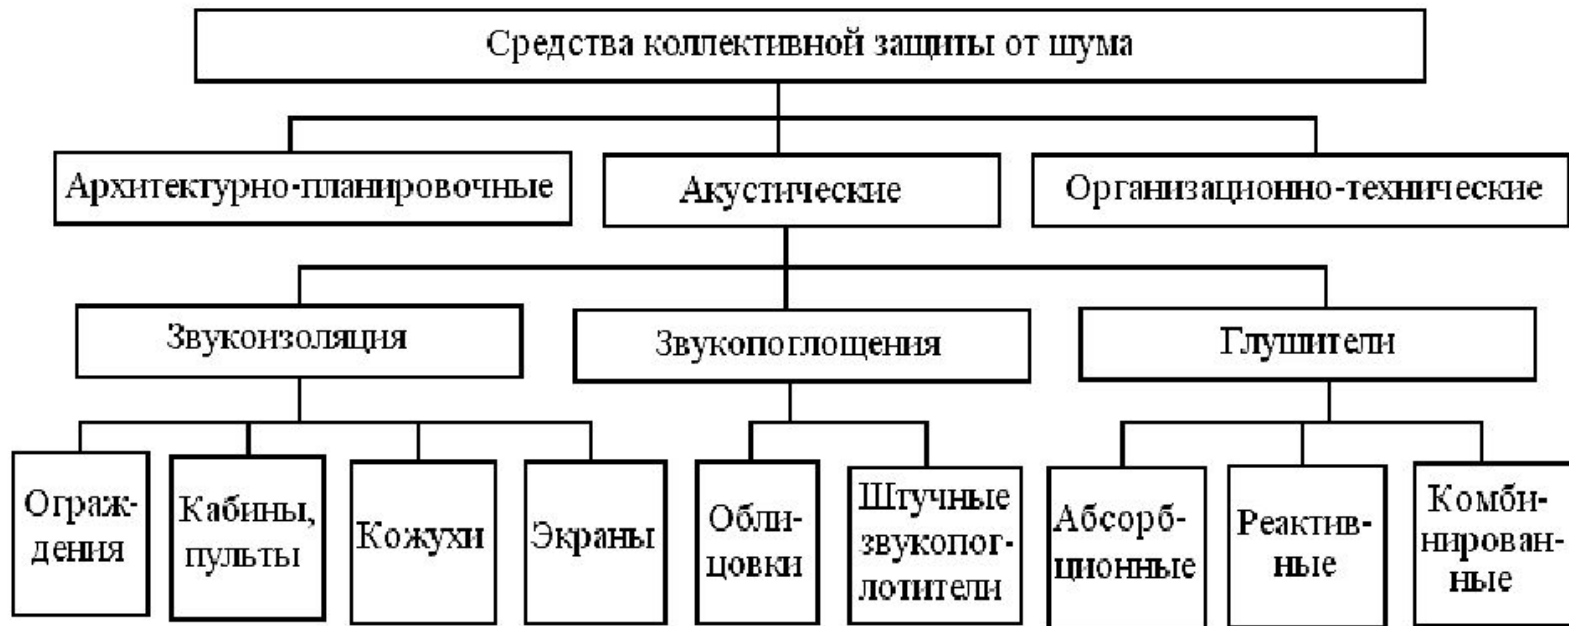 Средства коллективной защиты от шума
Архитектурно-планировочные
Акустические
Организационно-технические
Звукоизоляция
Звукопоглощения
Глушители
Ограж-
дения
Кабины,
пульты
Кожухи
Экраны
Обли-
цовки
Штучные
звукопог-
лотители
Абсорб-
ционные
Реактив-
ные
Комби-
нирован-
ные